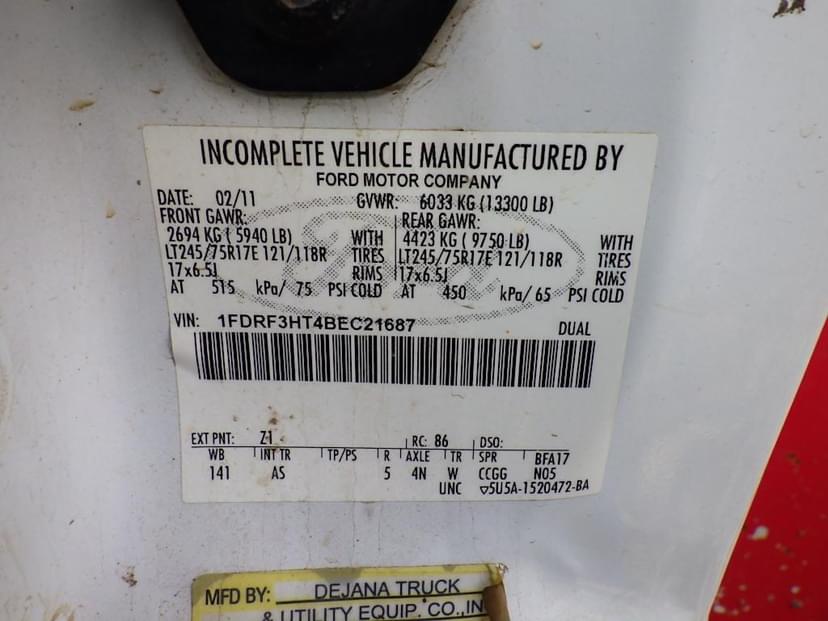 INCOMPLETE VEHICLE MANUFACTURED BY
FORD MOTOR COMPANY
DATE: 02/11 GVWR: 6033 KG (13300 LB)
FRONT GAWR: REAR GAWR:
2694 KG ( 5940 LB) WITH 4423 KG ( 9750 LB) WITH
LT245/75R17E 121/118R TIRES LT245/75R17E 121/118R TIRES
17x6.5J RIMS 17x6.5J RIMS
AT 515 kPa/ 75 PSI COLD AT 450 kPa/ 65 PSI COLD
VIN: 1FDRF3HT4BEC21687 DUAL
EXT PNT: Z1 RC: 86 DSO:
WB INT TR TP/PS R AXLE TR SPR BFA17
141 AS 5 4N W CCGG N05
UNC ▽5U5A-1520472-BA
MFD BY: DEJANA TRUCK
& UTILITY EQUIP. CO.,IN